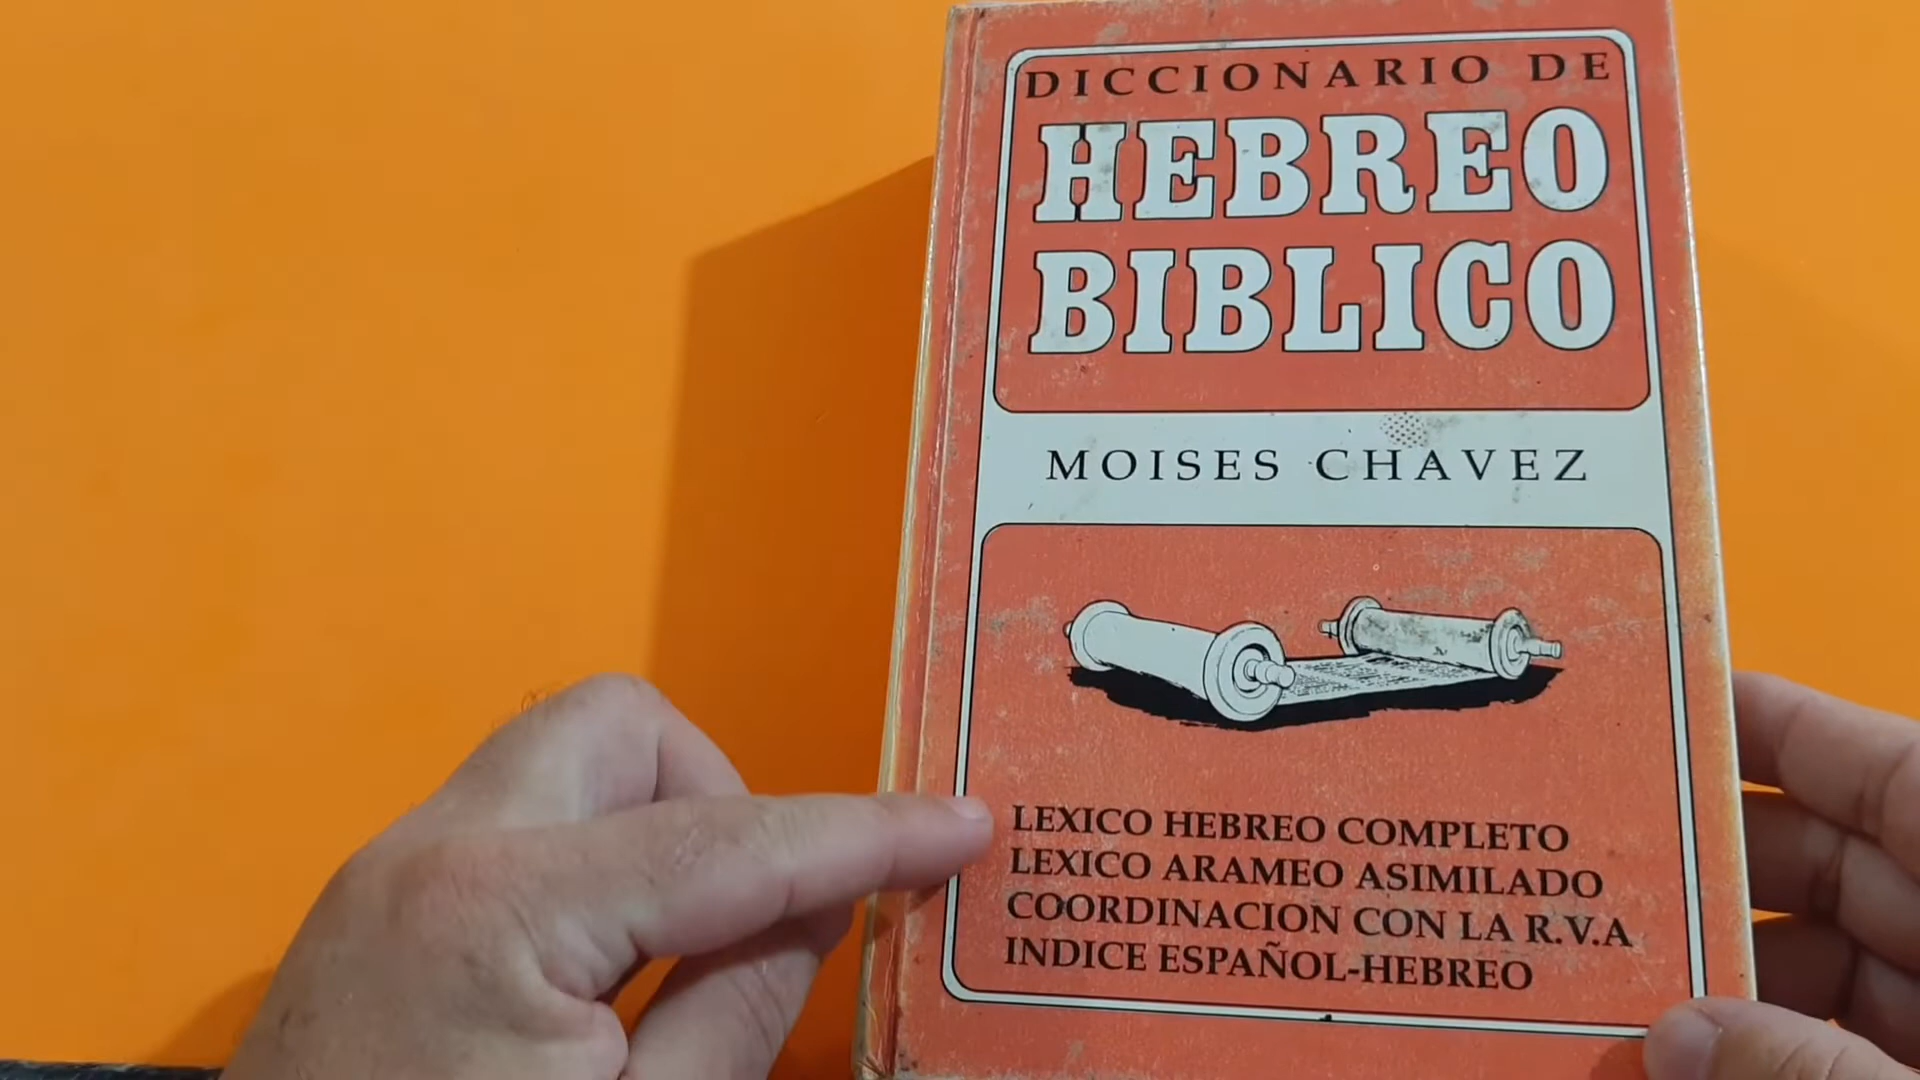 DICCIONARIO DE
HEBREO
BIBLICO
MOISES CHAVEZ
LEXICO HEBREO COMPLETO
LEXICO ARAMEO ASIMILADO
COORDINACION CON LA R.V.A
INDICE ESPAÑOL-HEBREO